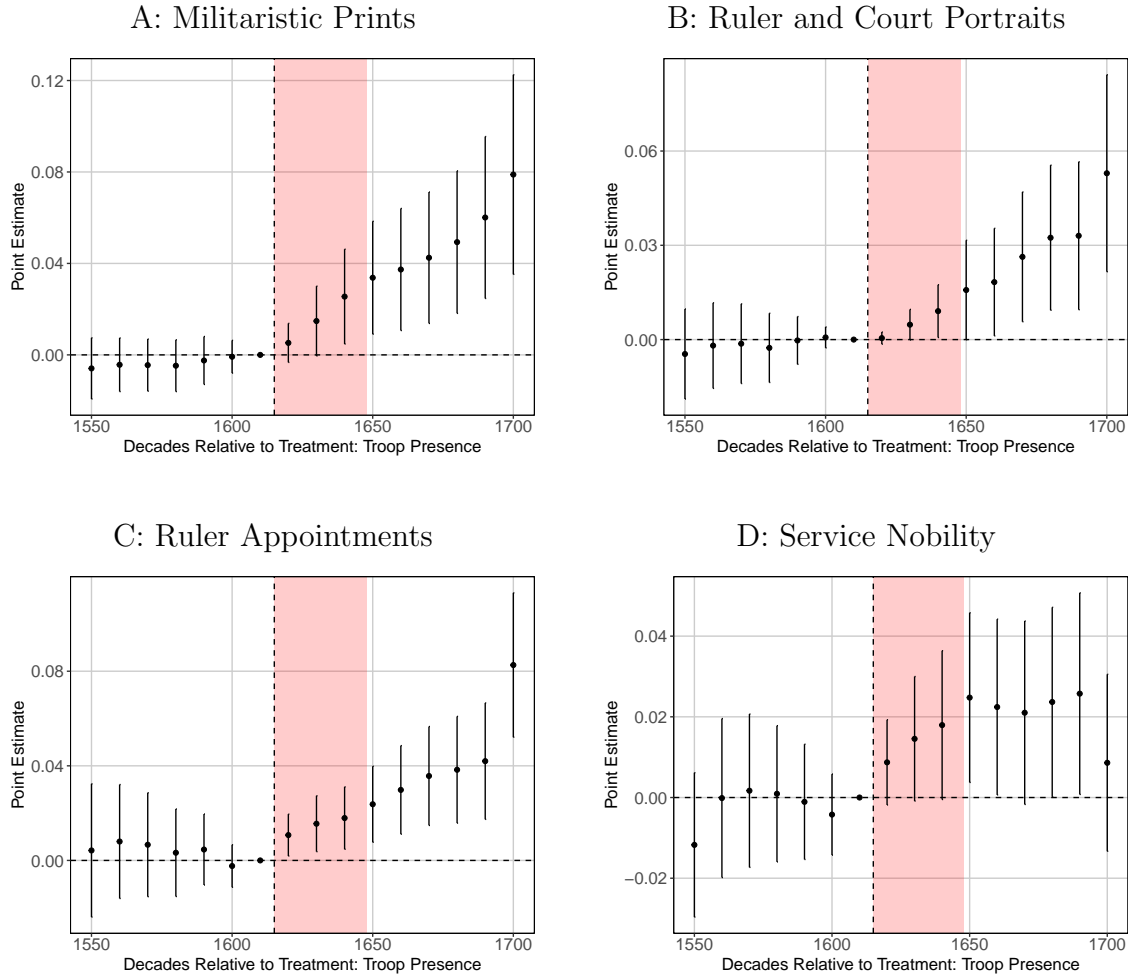 A: Militaristic Prints
Point Estimate
0.12
0.08
0.04
0.00
1550 1600 1650 1700
Decades Relative to Treatment: Troop Presence
B: Ruler and Court Portraits
Point Estimate
0.06
0.03
0.00
1550 1600 1650 1700
Decades Relative to Treatment: Troop Presence
C: Ruler Appointments
Point Estimate
0.08
0.04
0.00
1550 1600 1650 1700
Decades Relative to Treatment: Troop Presence
D: Service Nobility
Point Estimate
0.04
0.02
0.00
−0.02
1550 1600 1650 1700
Decades Relative to Treatment: Troop Presence